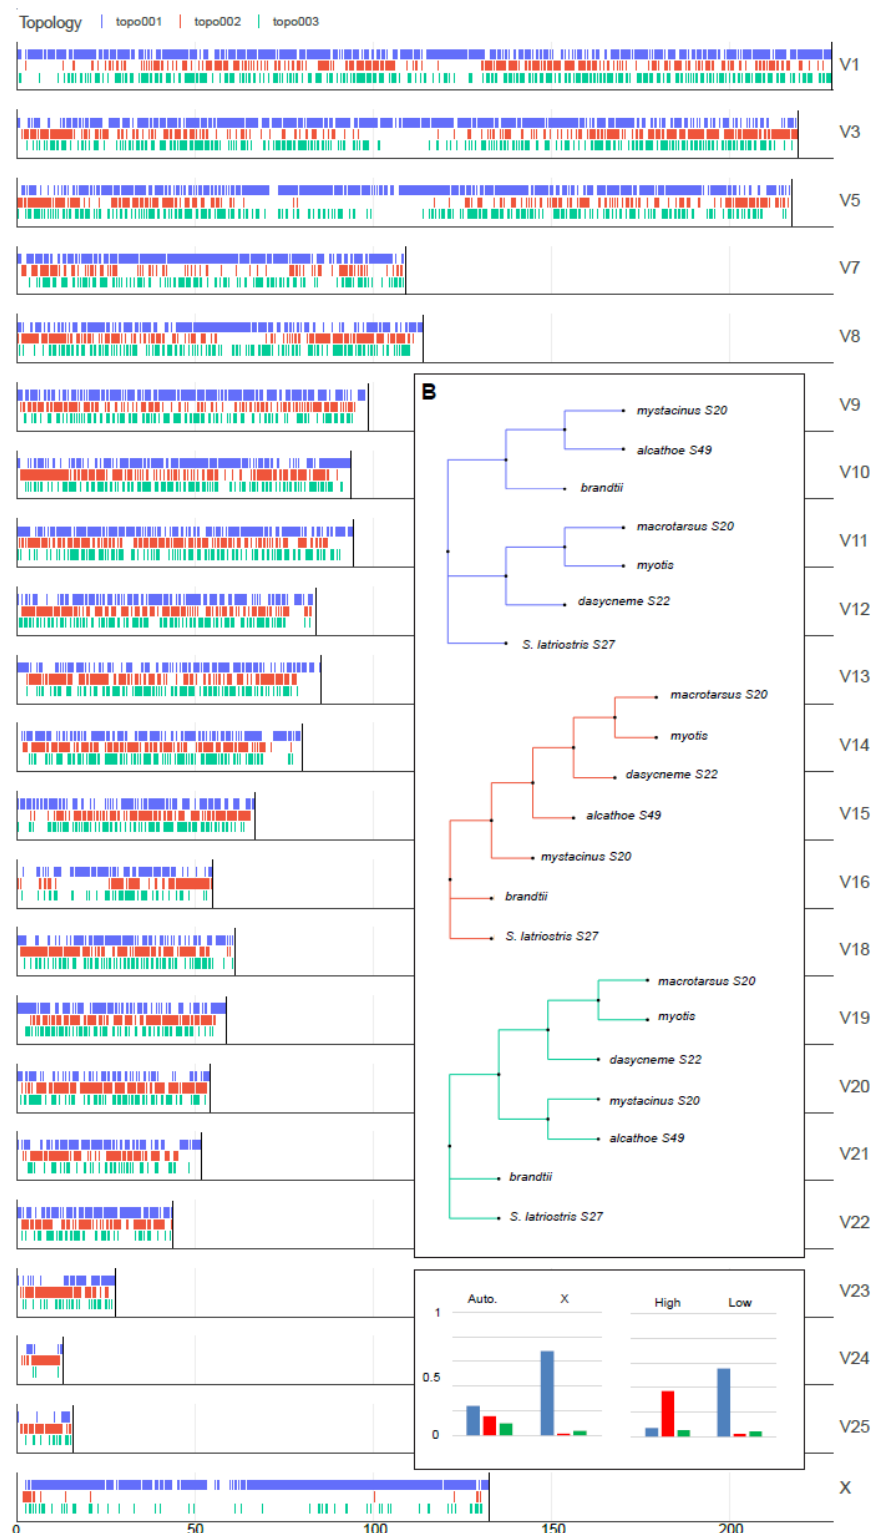 Topology topo001 topo002 topo003
V1
V3
V5
V7
V8
V9
B
mystacinus S20
alcathoe S49
V10
brandtii
macrotarsus S20
V11
myotis
V12
dasycneme S22
S. latriostris S27
V13
macrotarsus S20
myotis
V14
dasycneme S22
V15
alcathoe S49
mystacinus S20
V16
brandtii
S. latriostris S27
V18
macrotarsus S20
V19
myotis
dasycneme S22
V20
mystacinus S20
alcathoe S49
V21
brandtii
S. latriostris S27
V22
V23
Auto. X High Low
1
V24
0.5
V25
0
X
0 50 100 150 200